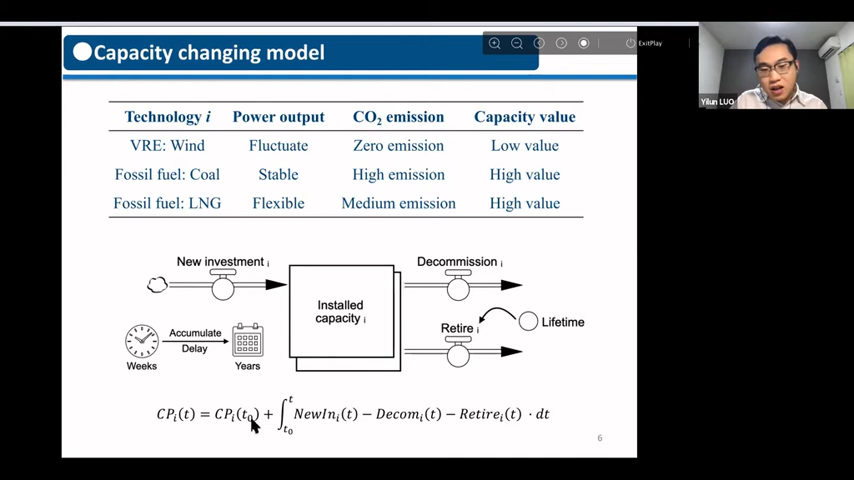 Capacity changing model
ExitPlay
Yilun LUO
Technology i Power output CO₂ emission Capacity value
VRE: Wind Fluctuate Zero emission Low value
Fossil fuel: Coal Stable High emission High value
Fossil fuel: LNG Flexible Medium emission High value
New investment i
Decommission i
Installed
capacity i
Retire i
Lifetime
Accumulate
Delay
Weeks
Years
CPᵢ(t) = CPᵢ(t₀) + ∫ₜ₀ᵗ NewInᵢ(t) − Decomᵢ(t) − Retireᵢ(t) · dt
6